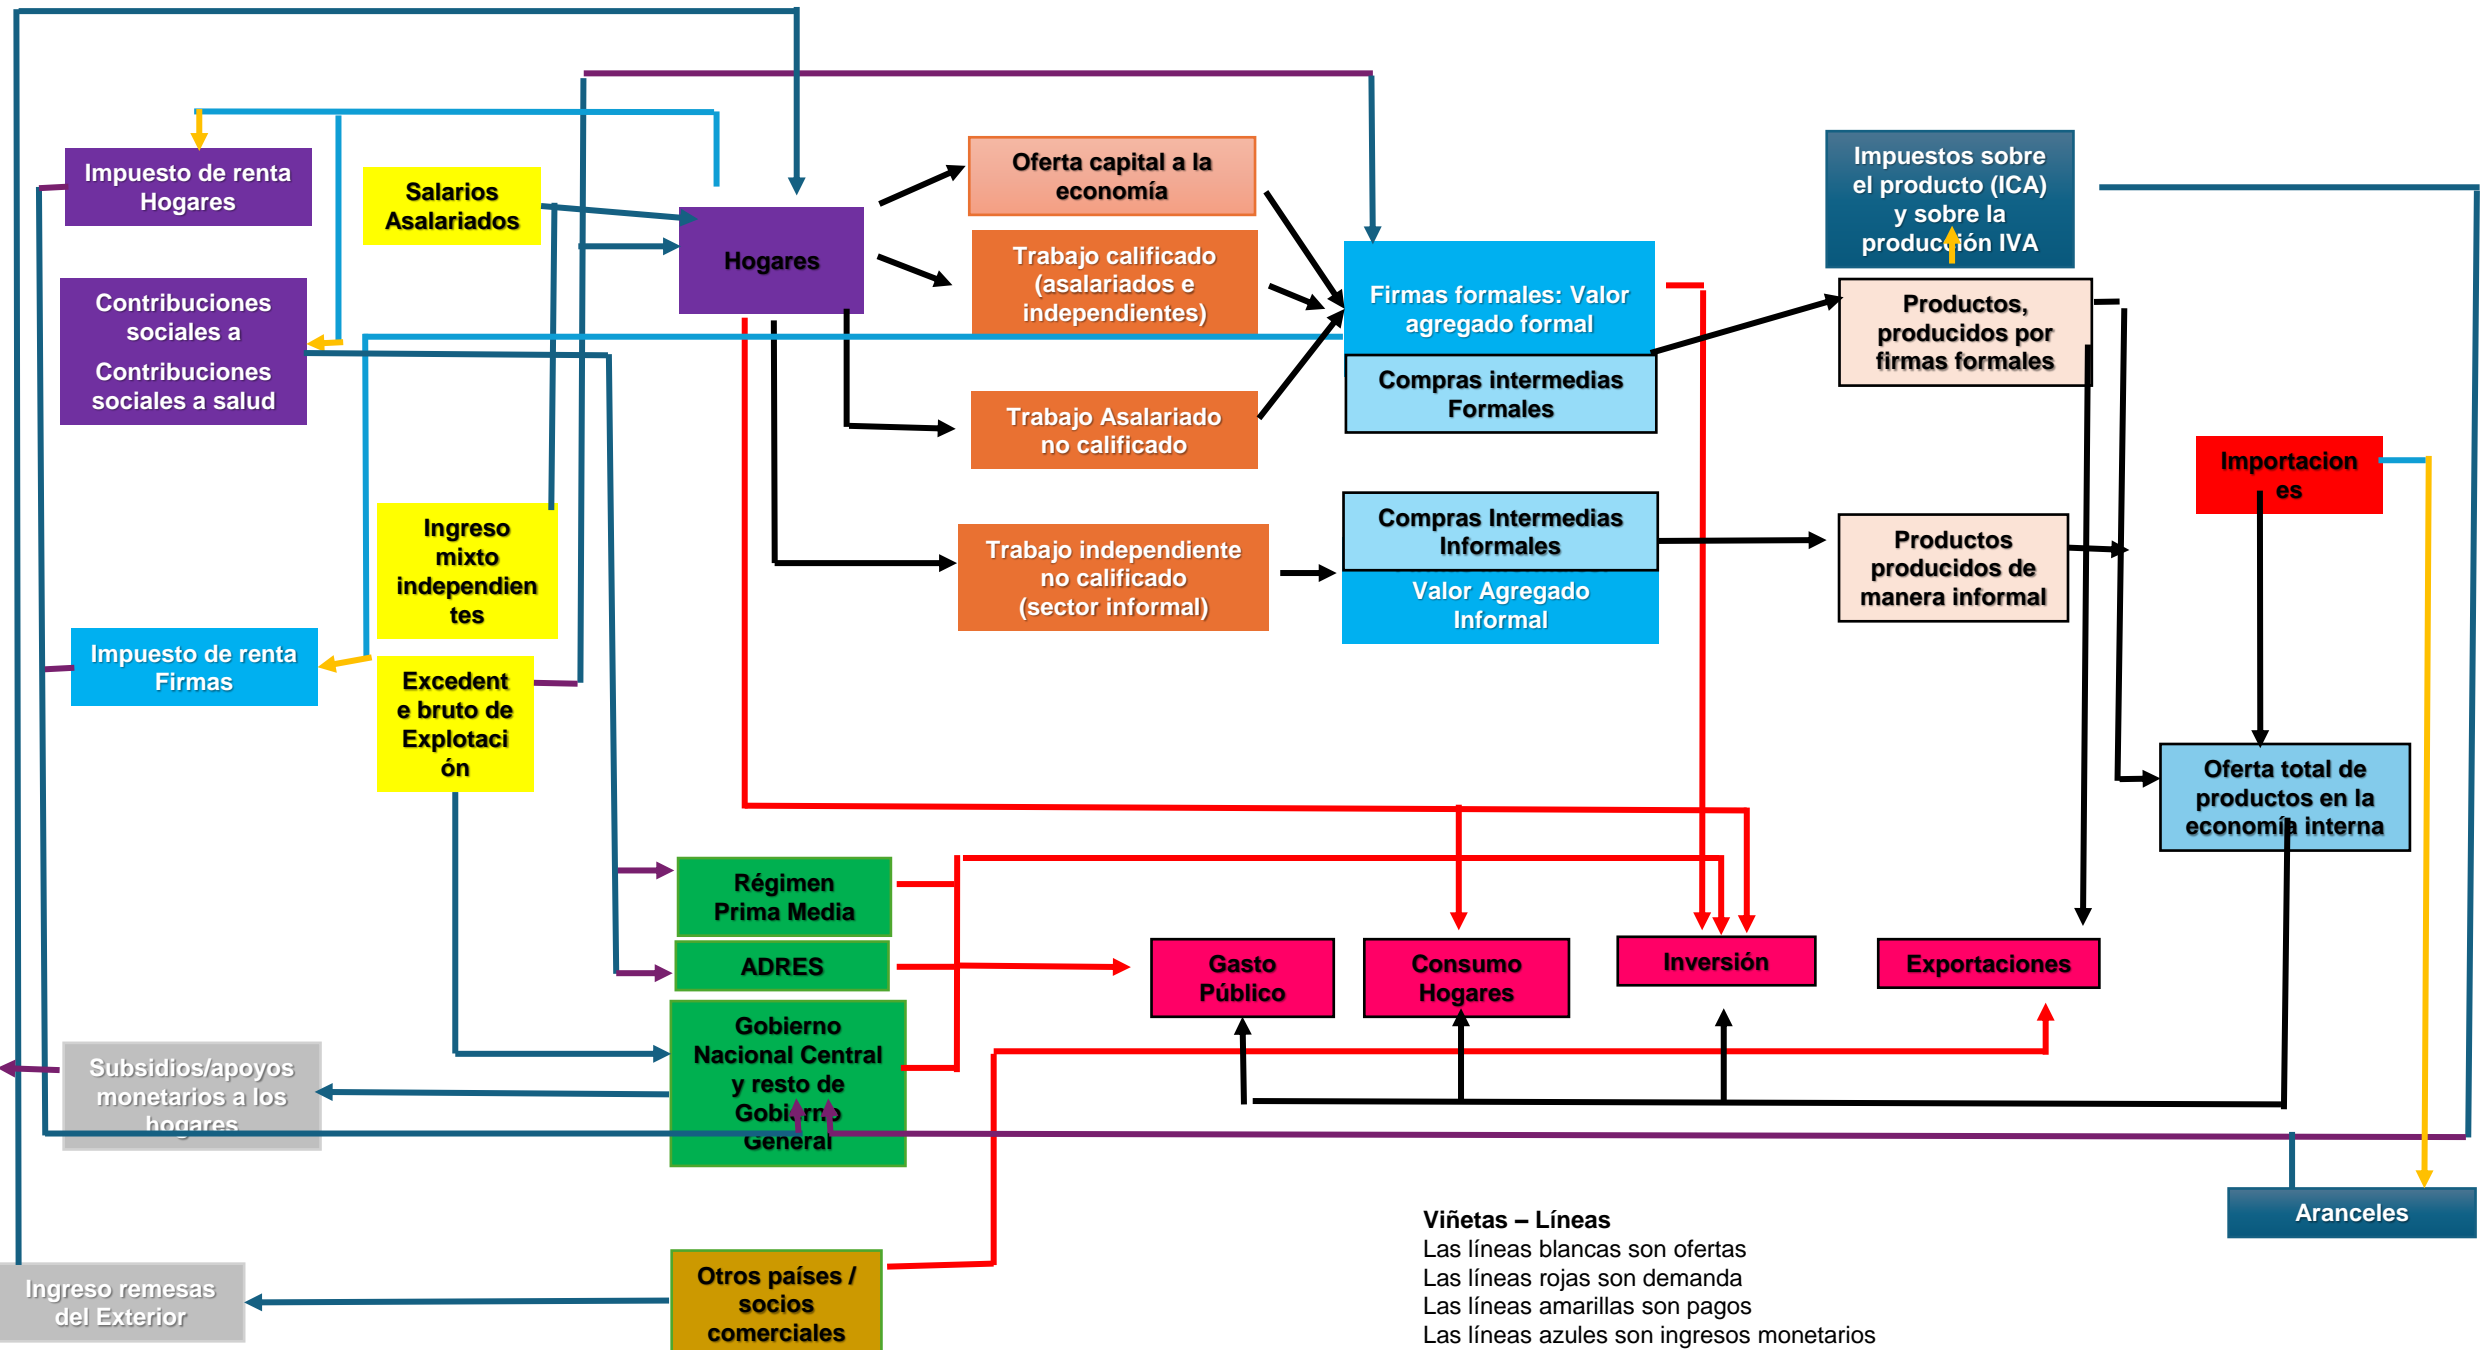 Impuesto de renta
Hogares
Salarios
Asalariados
Hogares
Oferta capital a la
economía
Trabajo calificado
(asalariados e
independientes)
Firmas formales: Valor
agregado formal
Compras intermedias
Formales
Impuestos sobre
el producto (ICA)
y sobre la
producción IVA
Productos,
producidos por
firmas formales
Contribuciones
sociales a
Contribuciones
sociales a salud
Trabajo Asalariado
no calificado
Importacion
es
Ingreso
mixto
independien
tes
Trabajo independiente
no calificado
(sector informal)
Compras Intermedias
Informales
Valor Agregado
Informal
Productos
producidos de
manera informal
Impuesto de renta
Firmas
Excedent
e bruto de
Explotaci
ón
Oferta total de
productos en la
economía interna
Régimen
Prima Media
ADRES
Gasto
Público
Consumo
Hogares
Inversión
Exportaciones
Gobierno
Nacional Central
y resto de
Gobierno
General
Subsidios/apoyos
monetarios a los
hogares
Aranceles
Ingreso remesas
del Exterior
Otros países /
socios
comerciales
Viñetas – Líneas
Las líneas blancas son ofertas
Las líneas rojas son demanda
Las líneas amarillas son pagos
Las líneas azules son ingresos monetarios